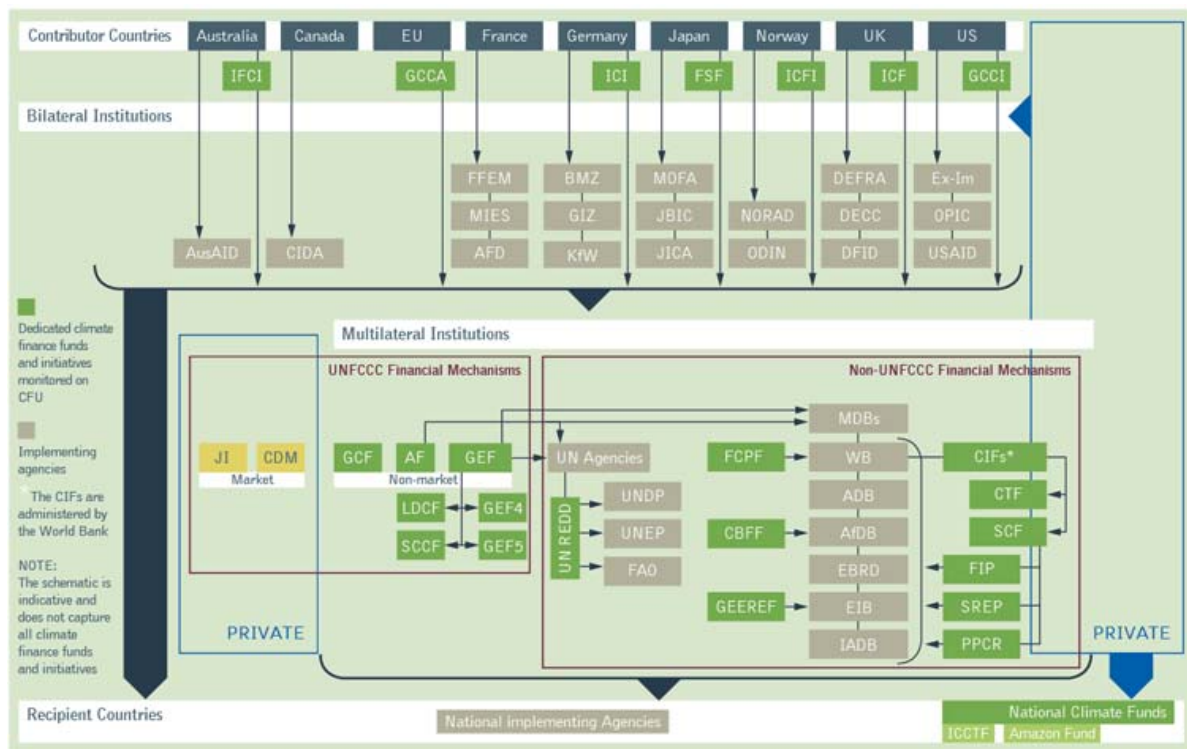 Contributor Countries
Australia
Canada
EU
France
Germany
Japan
Norway
UK
US
IFCI
GCCA
ICI
FSF
ICFI
ICF
GCCI
Bilateral Institutions
FFEM
BMZ
MOFA
DEFRA
Ex-Im
MIES
GIZ
JBIC
NORAD
DECC
OPIC
AusAID
CIDA
AFD
KfW
JICA
ODIN
DFID
USAID
Dedicated climate
finance funds
and initiatives
monitored on
CFU
Implementing
agencies
* The CIFs are
administered by
the World Bank
NOTE:
The schematic is
indicative and
does not capture
all climate
finance funds
and initiatives
Multilateral Institutions
UNFCCC Financial Mechanisms
Non-UNFCCC Financial Mechanisms
JI
CDM
Market
GCF
AF
GEF
Non-market
LDCF
GEF4
SCCF
GEF5
UN Agencies
UN REDD
UNDP
UNEP
FAO
FCPF
CBFF
GEEREF
MDBs
WB
ADB
AfDB
EBRD
EIB
IADB
CIFs*
CTF
SCF
FIP
SREP
PPCR
PRIVATE
PRIVATE
Recipient Countries
National Implementing Agencies
National Climate Funds
ICCTF
Amazon Fund